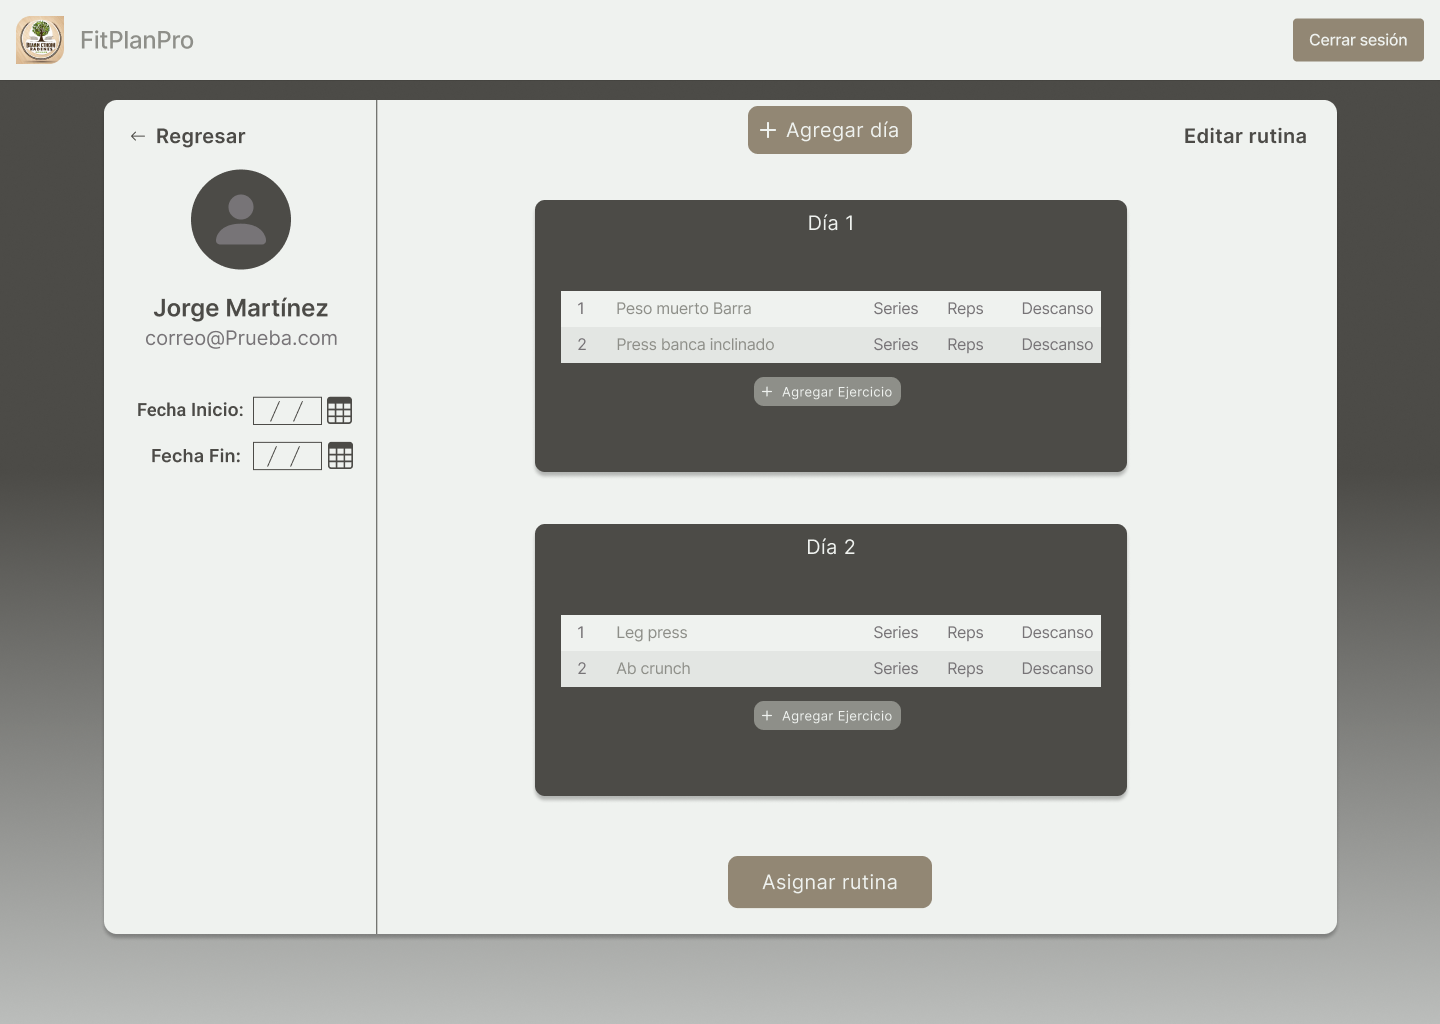 FitPlanPro
Cerrar sesión
← Regresar
Jorge Martínez
correo@Prueba.com
Fecha Inicio: / /
Fecha Fin: / /
+ Agregar día
Editar rutina
Día 1
1 Peso muerto Barra Series Reps Descanso
2 Press banca inclinado Series Reps Descanso
+ Agregar Ejercicio
Día 2
1 Leg press Series Reps Descanso
2 Ab crunch Series Reps Descanso
+ Agregar Ejercicio
Asignar rutina